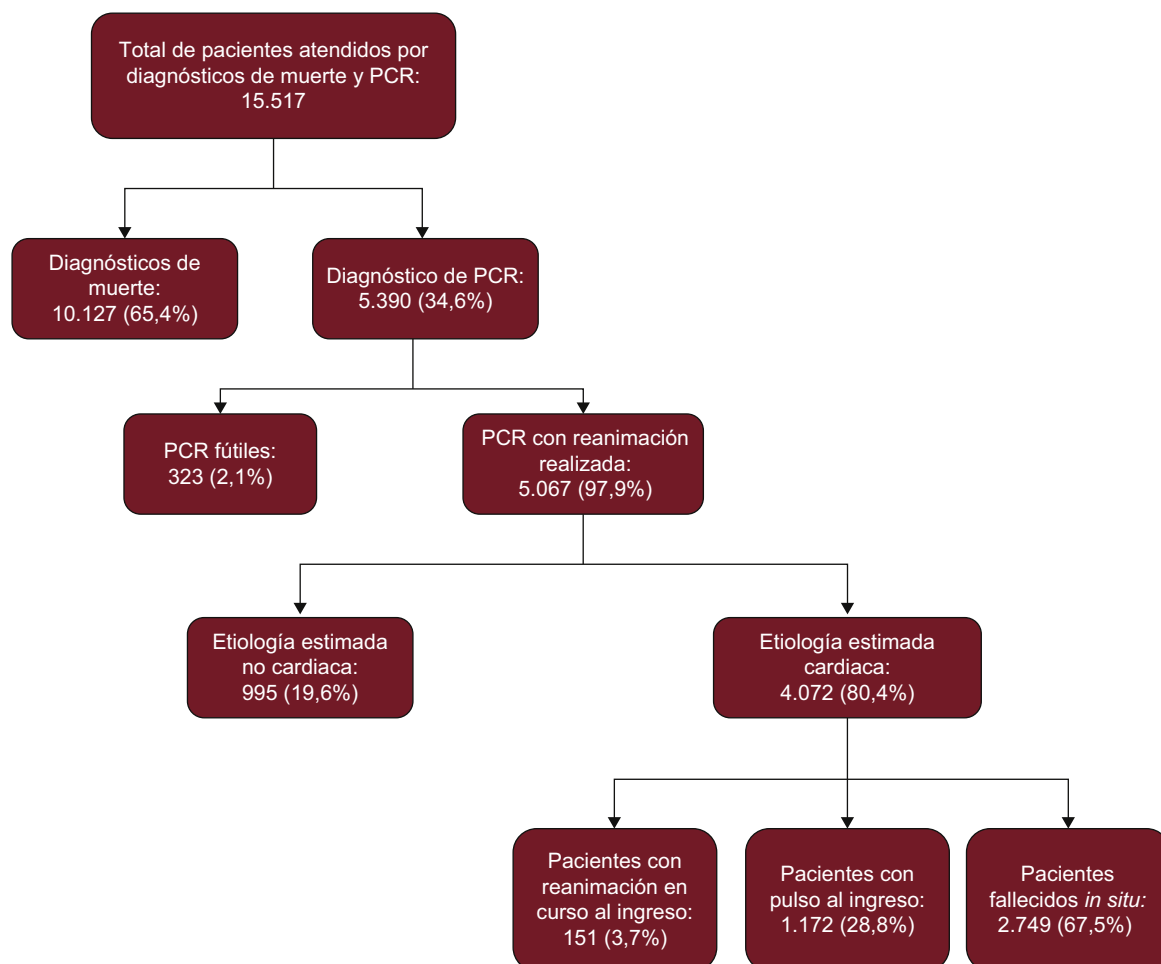 Total de pacientes atendidos por
diagnósticos de muerte y PCR:
15.517
Diagnósticos de
muerte:
10.127 (65,4%)
Diagnóstico de PCR:
5.390 (34,6%)
PCR fútiles:
323 (2,1%)
PCR con reanimación
realizada:
5.067 (97,9%)
Etiología estimada
no cardiaca:
995 (19,6%)
Etiología estimada
cardiaca:
4.072 (80,4%)
Pacientes con
reanimación en
curso al ingreso:
151 (3,7%)
Pacientes con
pulso al ingreso:
1.172 (28,8%)
Pacientes
fallecidos in situ:
2.749 (67,5%)